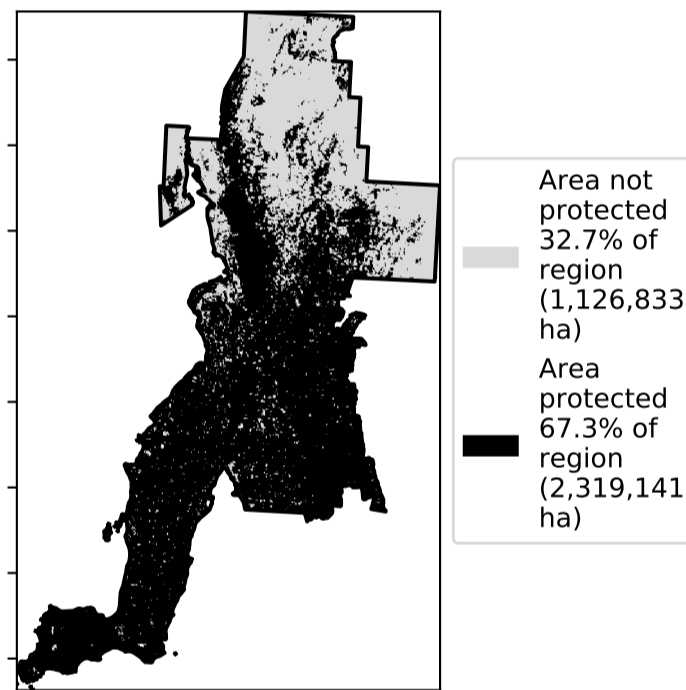 Area not
protected
32.7% of
region
(1,126,833
ha)
Area
protected
67.3% of
region
(2,319,141
ha)